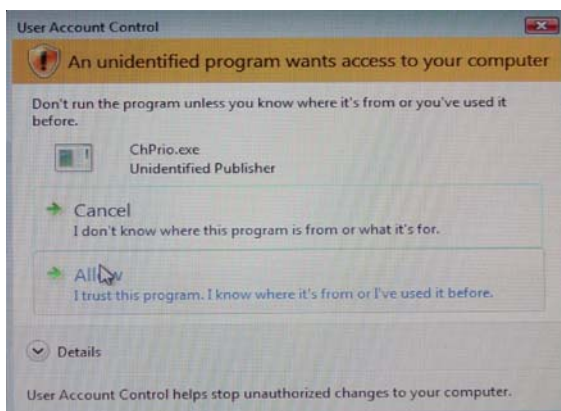 User Account Control
An unidentified program wants access to your computer
Don't run the program unless you know where it's from or you've used it
before.
ChPrio.exe
Unidentified Publisher
Cancel
I don't know where this program is from or what it's for.
Allow
I trust this program. I know where it's from or I've used it before.
Details
User Account Control helps stop unauthorized changes to your computer.